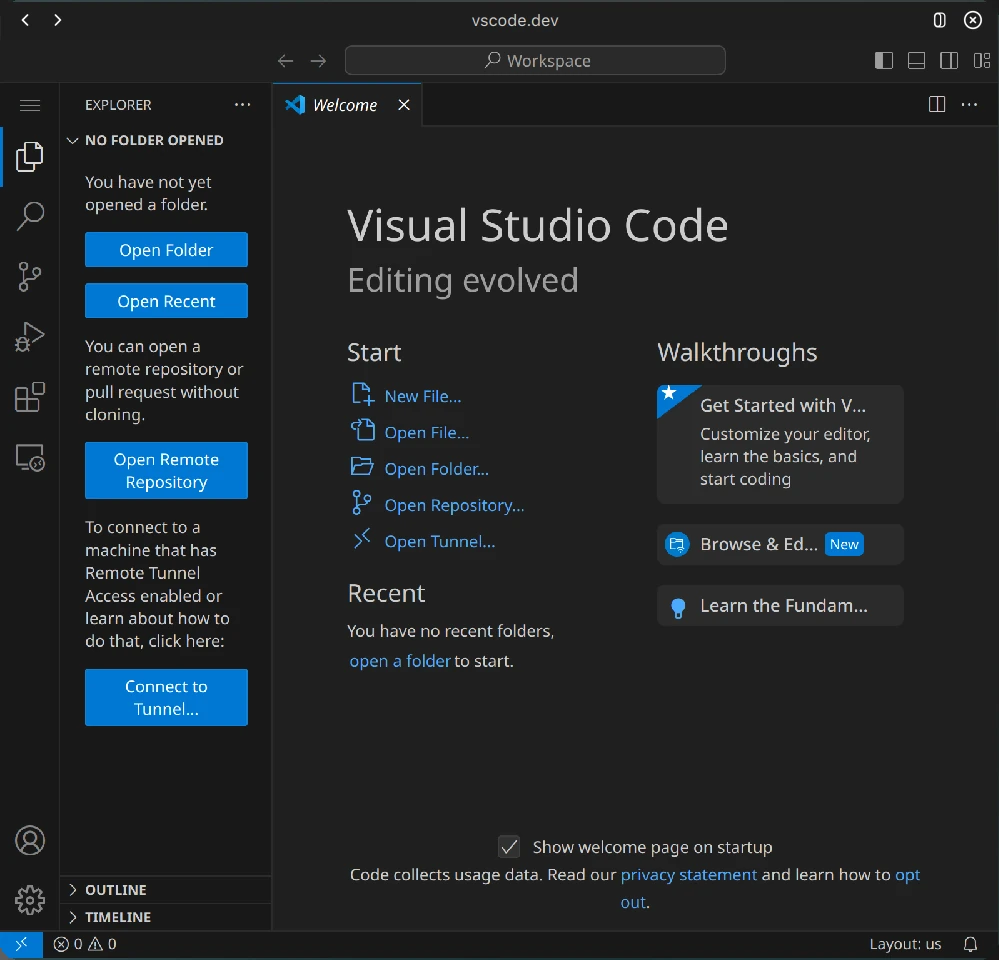 vscode.dev
Workspace
EXPLORER
NO FOLDER OPENED
You have not yet
opened a folder.
Open Folder
Open Recent
You can open a
remote repository or
pull request without
cloning.
Open Remote
Repository
To connect to a
machine that has
Remote Tunnel
Access enabled or
learn about how to
do that, click here:
Connect to
Tunnel...
OUTLINE
TIMELINE
Welcome
Visual Studio Code
Editing evolved
Start
New File...
Open File...
Open Folder...
Open Repository...
Open Tunnel...
Recent
You have no recent folders,
open a folder to start.
Walkthroughs
Get Started with V...
Customize your editor,
learn the basics, and
start coding
Browse & Ed... New
Learn the Fundam...
Show welcome page on startup
Code collects usage data. Read our privacy statement and learn how to opt
out.
0 0
Layout: us